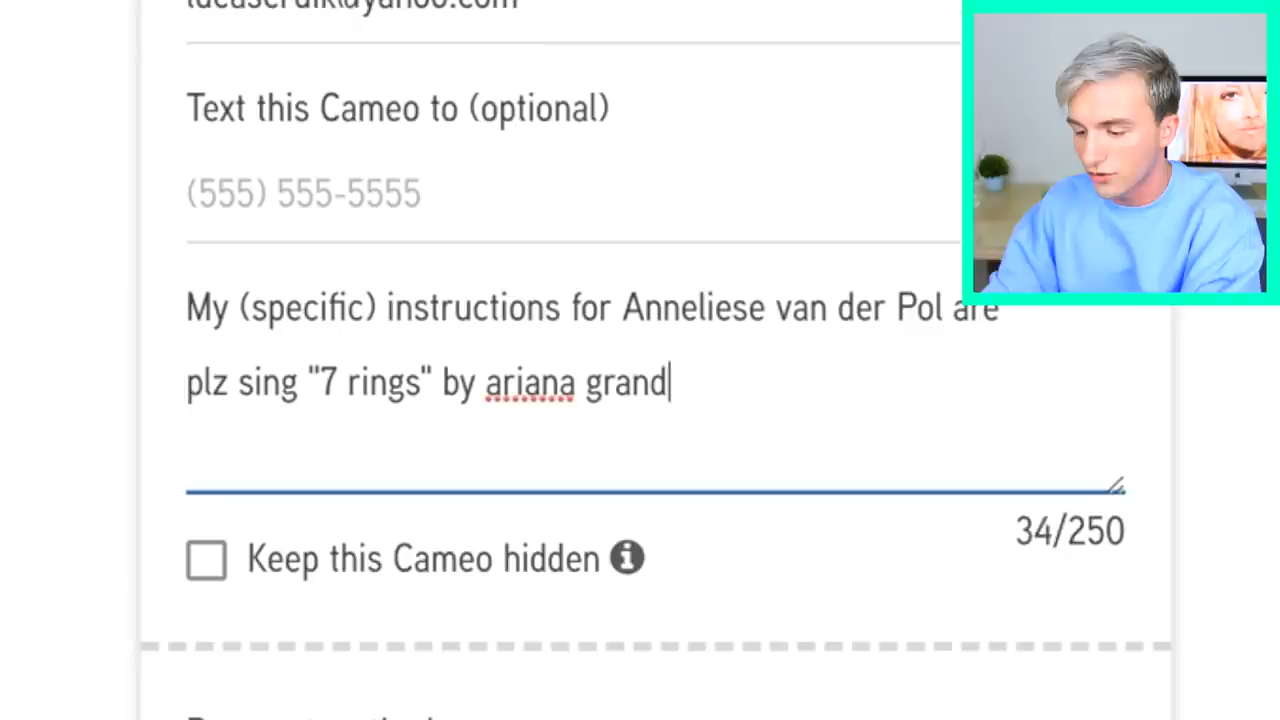 Text this Cameo to (optional)
(555) 555-5555
My (specific) instructions for Anneliese van der Pol are
plz sing "7 rings" by ariana grand
34/250
Keep this Cameo hidden